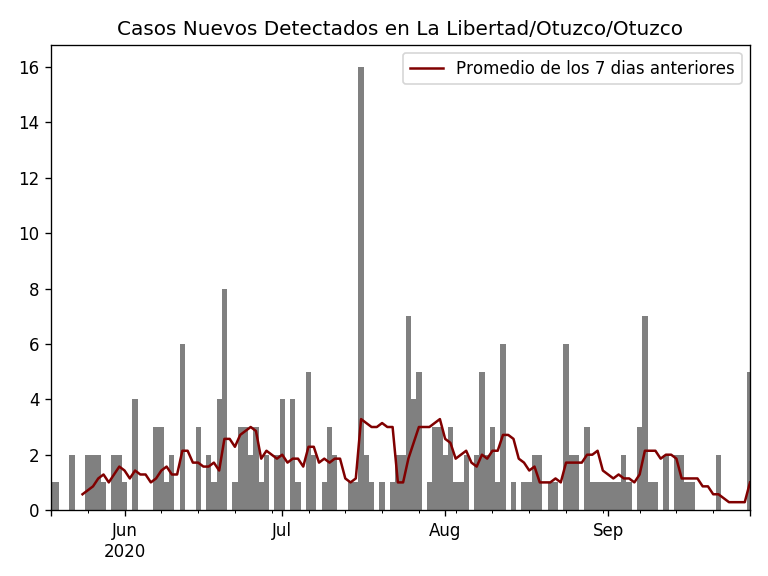 Casos Nuevos Detectados en La Libertad/Otuzco/Otuzco
Promedio de los 7 dias anteriores
16
14
12
10
8
6
4
2
0
Jun
2020
Jul
Aug
Sep